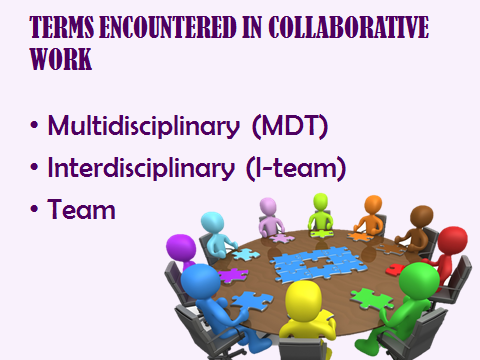 TERMS ENCOUNTERED IN COLLABORATIVE
WORK
• Multidisciplinary (MDT)
• Interdisciplinary (I-team)
• Team